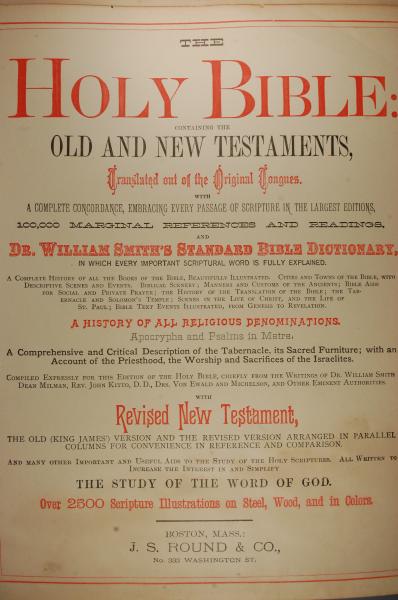 THE
HOLY BIBLE:
CONTAINING THE
OLD AND NEW TESTAMENTS,
Translated out of the Original Tongues.
WITH
A COMPLETE CONCORDANCE, EMBRACING EVERY PASSAGE OF SCRIPTURE IN THE LARGEST EDITIONS,
100,000 MARGINAL REFERENCES AND READINGS,
AND
DR. WILLIAM SMITH'S STANDARD BIBLE DICTIONARY,
IN WHICH EVERY IMPORTANT SCRIPTURAL WORD IS FULLY EXPLAINED.
A COMPLETE HISTORY OF ALL THE BOOKS OF THE BIBLE, BEAUTIFULLY ILLUSTRATED. CITIES AND TOWNS OF THE BIBLE, WITH
DESCRIPTIVE SCENES AND EVENTS. BIBLICAL SCENERY; MANNERS AND CUSTOMS OF THE ANCIENTS; BIBLE AIDS
FOR SOCIAL AND PRIVATE PRAYER; THE HISTORY OF THE TRANSLATION OF THE BIBLE; THE TAB-
ERNACLE AND SOLOMON'S TEMPLE; SCENES IN THE LIFE OF CHRIST, AND THE LIFE OF
ST. PAUL; BIBLE TEXT EVENTS ILLUSTRATED, FROM GENESIS TO REVELATION.
A HISTORY OF ALL RELIGIOUS DENOMINATIONS.
Apocrypha and Psalms in Metre.
A Comprehensive and Critical Description of the Tabernacle, its Sacred Furniture; with an
Account of the Priesthood, the Worship and Sacrifices of the Israelites.
COMPILED EXPRESSLY FOR THIS EDITION OF THE HOLY BIBLE, CHIEFLY FROM THE WRITINGS OF DR. WILLIAM SMITH
DEAN MILMAN, REV. JOHN KITTO, D. D., DRS. VON EWALD AND MICHELSON, AND OTHER EMINENT AUTHORITIES.
WITH
Revised New Testament,
THE OLD (KING JAMES') VERSION AND THE REVISED VERSION ARRANGED IN PARALLEL
COLUMNS FOR CONVENIENCE IN REFERENCE AND COMPARISON.
AND MANY OTHER IMPORTANT AND USEFUL AIDS TO THE STUDY OF THE HOLY SCRIPTURES. ALL WRITTEN TO
INCREASE THE INTEREST IN AND SIMPLIFY
THE STUDY OF THE WORD OF GOD.
Over 2500 Scripture Illustrations on Steel, Wood, and in Colors.
BOSTON, MASS.:
J. S. ROUND & CO.,
No. 333 WASHINGTON ST.